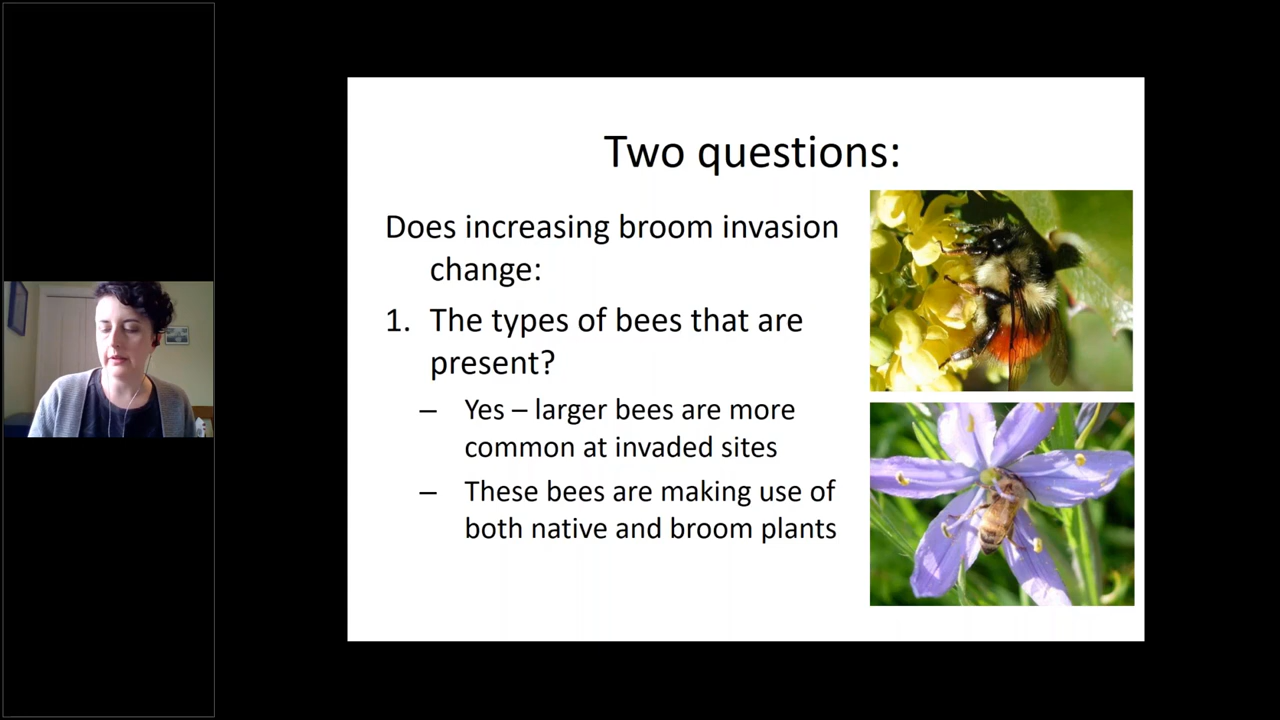 Two questions:
Does increasing broom invasion
change:
1. The types of bees that are
present?
– Yes – larger bees are more
common at invaded sites
– These bees are making use of
both native and broom plants